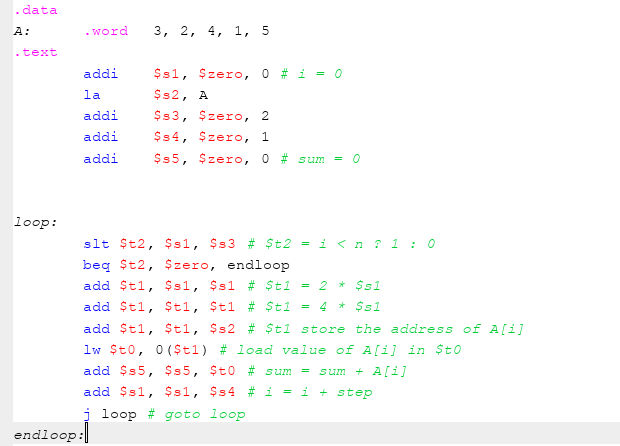 .data
A: .word 3, 2, 4, 1, 5
.text
addi $s1, $zero, 0 # i = 0
la $s2, A
addi $s3, $zero, 2
addi $s4, $zero, 1
addi $s5, $zero, 0 # sum = 0
loop:
slt $t2, $s1, $s3 # $t2 = i < n ? 1 : 0
beq $t2, $zero, endloop
add $t1, $s1, $s1 # $t1 = 2 * $s1
add $t1, $t1, $t1 # $t1 = 4 * $s1
add $t1, $t1, $s2 # $t1 store the address of A[i]
lw $t0, 0($t1) # load value of A[i] in $t0
add $s5, $s5, $t0 # sum = sum + A[i]
add $s1, $s1, $s4 # i = i + step
j loop # goto loop
endloop: